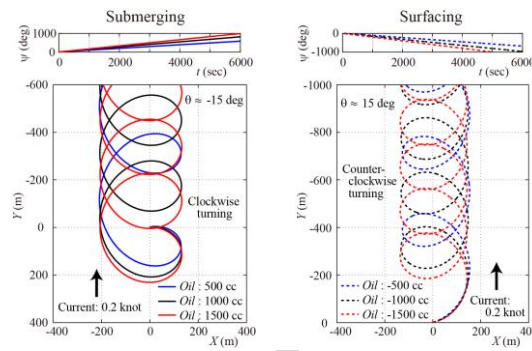 Submerging
Surfacing
ψ (deg)
1000
0
0
2000
4000
6000
t (sec)
ψ (deg)
0
-1000
0
2000
4000
6000
t (sec)
Y (m)
-600
-400
-200
0
200
400
θ ≈ -15 deg
Clockwise
turning
Current: 0.2 knot
Oil : 500 cc
Oil : 1000 cc
Oil : 1500 cc
-400
-200
0
200
400
X (m)
Y (m)
-1000
-800
-600
-400
-200
0
θ ≈ 15 deg
Counter-
clockwise
turning
Oil : -500 cc
Oil : -1000 cc
Oil : -1500 cc
Current:
0.2 knot
-400
-200
0
200
X (m)